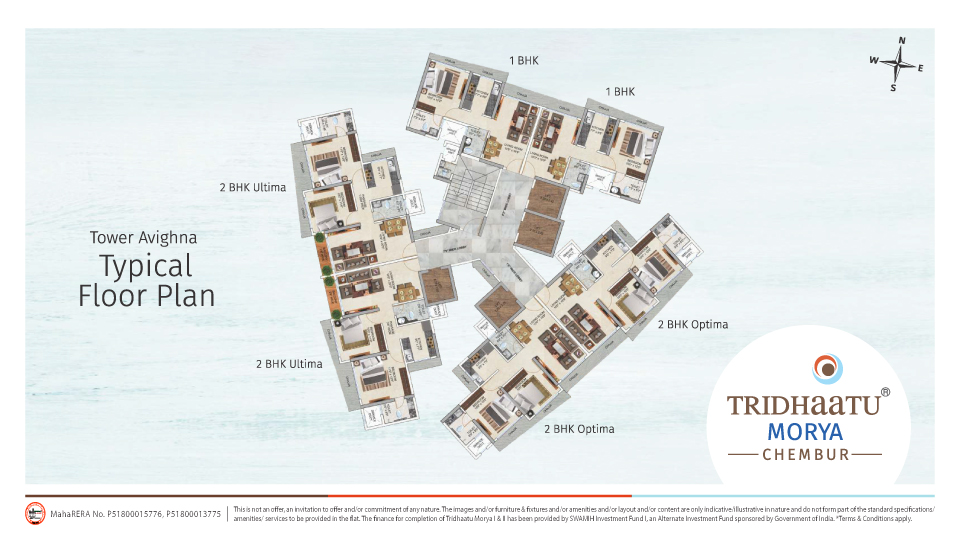 1 BHK
N
W
E
S
1 BHK
2 BHK Ultima
Tower Avighna
Typical
Floor Plan
2 BHK Optima
2 BHK Ultima
2 BHK Optima
TRIDHaaTU®
MORYA
CHEMBUR
MahaRERA No. P51800015776, P51800013775
This is not an offer, an invitation to offer and/or commitment of any nature. The images and/or furniture & fixtures and/or amenities and/or layout and/or content are only indicative/illustrative in nature and do not form part of the standard specifications/
amenities/ services to be provided in the flat. The finance for completion of Tridhaatu Morya I & II has been provided by SWAMIH Investment Fund I, an Alternate Investment Fund sponsored by Government of India. *Terms & Conditions apply.